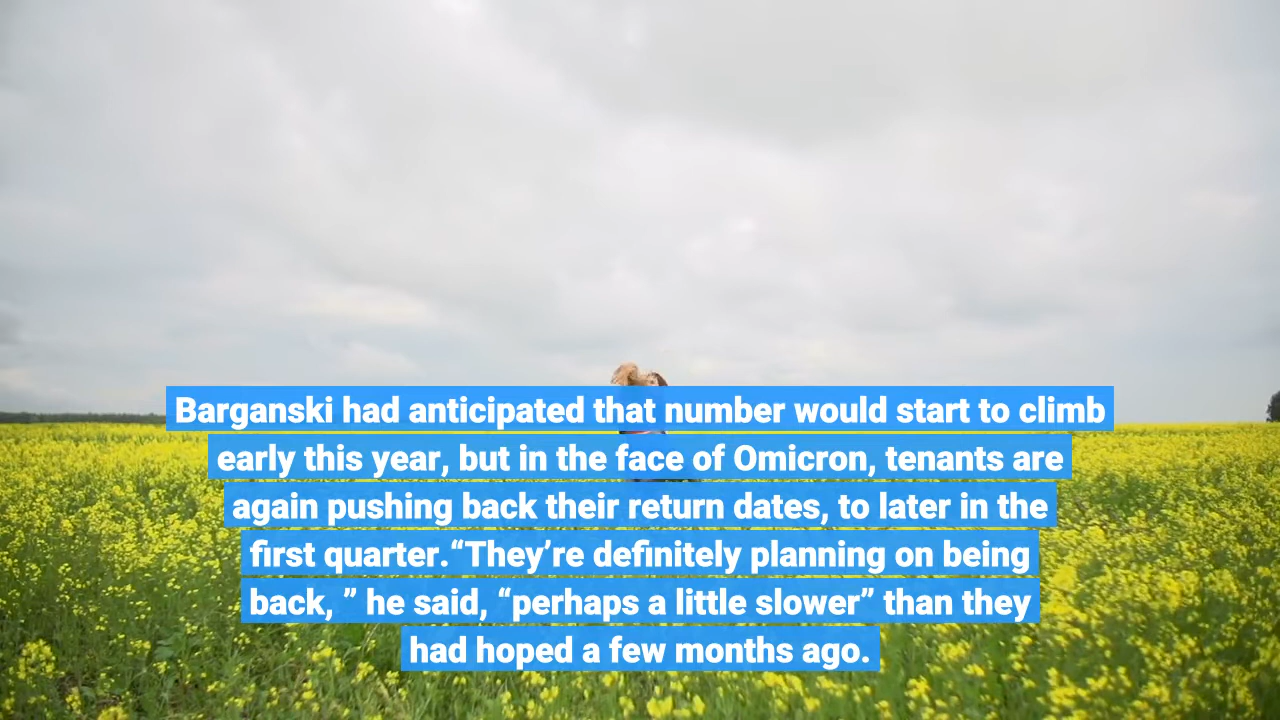 Barganski had anticipated that number would start to climb
early this year, but in the face of Omicron, tenants are
again pushing back their return dates, to later in the
first quarter.“They’re definitely planning on being
back, ” he said, “perhaps a little slower” than they
had hoped a few months ago.